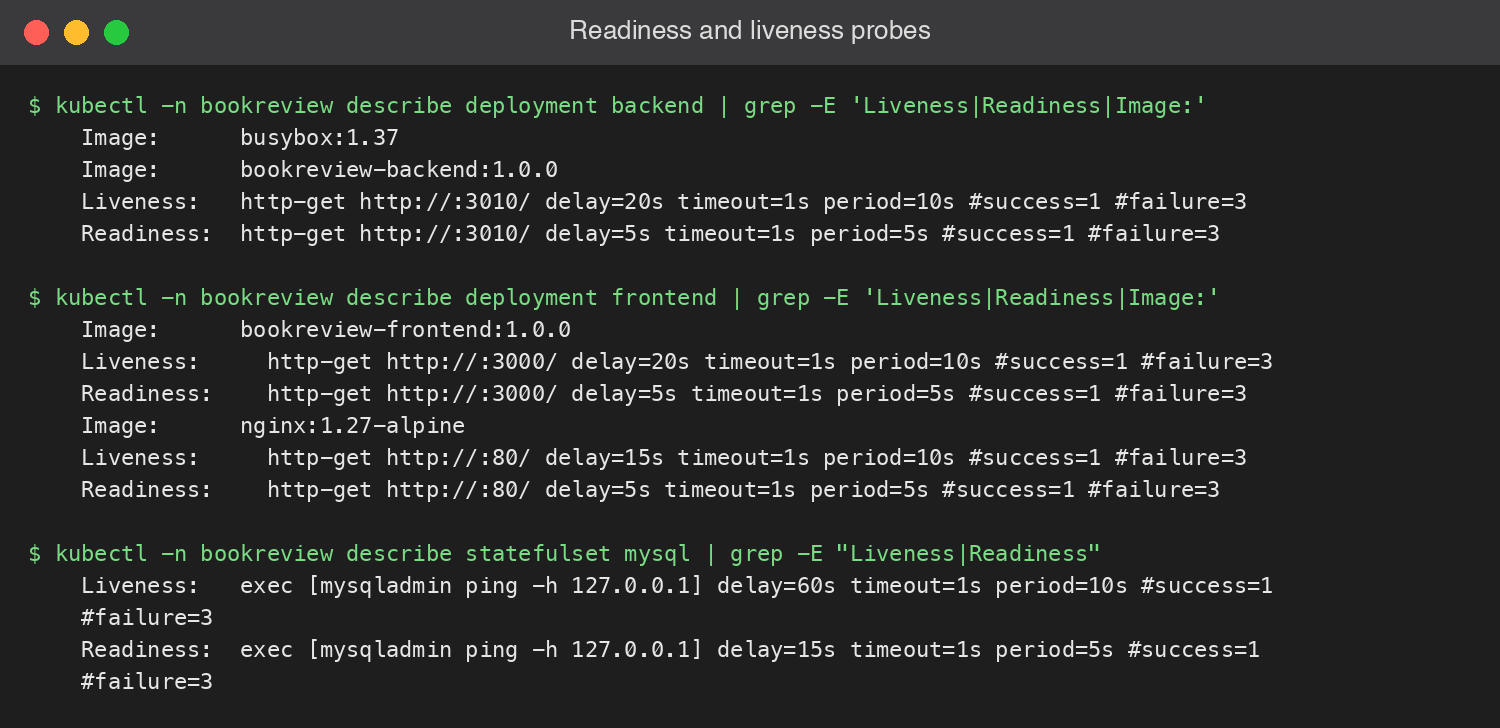 Readiness and liveness probes
$ kubectl -n bookreview describe deployment backend | grep -E 'Liveness|Readiness|Image:'
    Image:      busybox:1.37
    Image:      bookreview-backend:1.0.0
    Liveness:   http-get http://:3010/ delay=20s timeout=1s period=10s #success=1 #failure=3
    Readiness:  http-get http://:3010/ delay=5s timeout=1s period=5s #success=1 #failure=3
$ kubectl -n bookreview describe deployment frontend | grep -E 'Liveness|Readiness|Image:'
    Image:      bookreview-frontend:1.0.0
    Liveness:     http-get http://:3000/ delay=20s timeout=1s period=10s #success=1 #failure=3
    Readiness:    http-get http://:3000/ delay=5s timeout=1s period=5s #success=1 #failure=3
    Image:      nginx:1.27-alpine
    Liveness:     http-get http://:80/ delay=15s timeout=1s period=10s #success=1 #failure=3
    Readiness:    http-get http://:80/ delay=5s timeout=1s period=5s #success=1 #failure=3
$ kubectl -n bookreview describe statefulset mysql | grep -E "Liveness|Readiness"
    Liveness:   exec [mysqladmin ping -h 127.0.0.1] delay=60s timeout=1s period=10s #success=1
    #failure=3
    Readiness:  exec [mysqladmin ping -h 127.0.0.1] delay=15s timeout=1s period=5s #success=1
    #failure=3